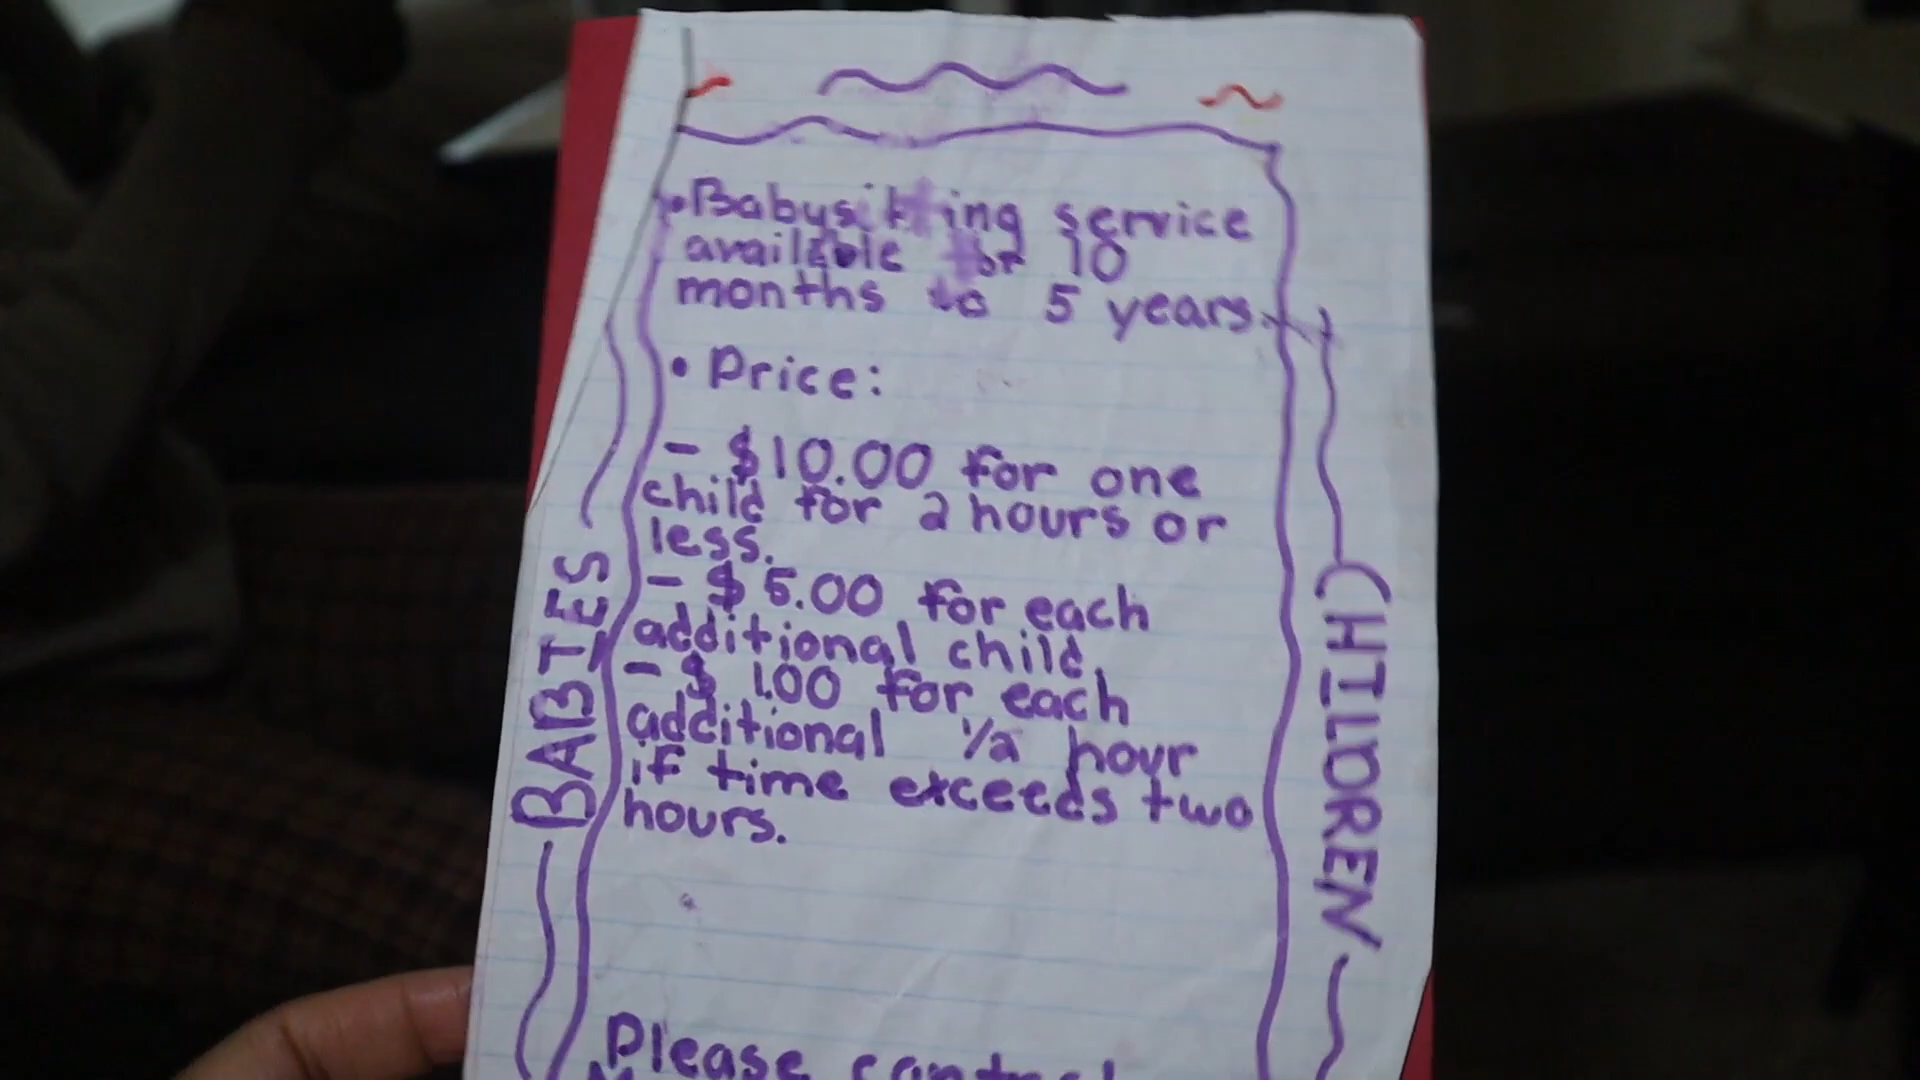 • Babysitting service
available for 10
months to 5 years.
• Price:
- $10.00 for one
child for 2 hours or
less.
- $5.00 for each
additional child.
- $ 1.00 for each
additional 1/2 hour
if time exceeds two
hours.
Please contact
BABIES
CHILDREN